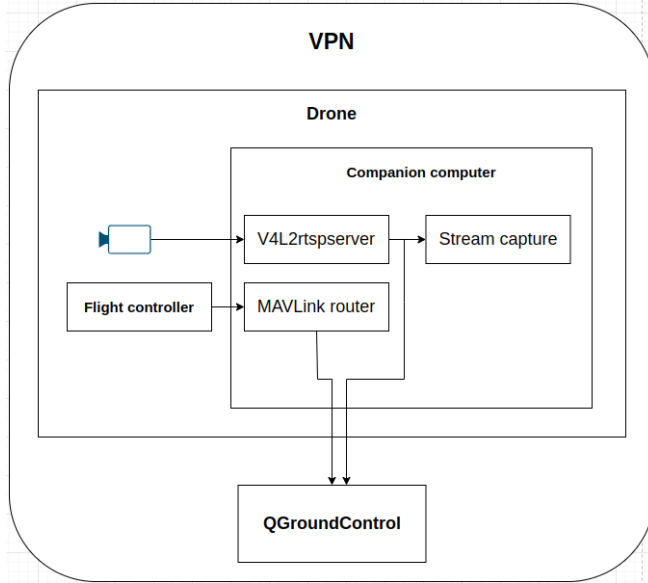 VPN
Drone
Companion computer
V4L2rtspserver
Stream capture
Flight controller
MAVLink router
QGroundControl